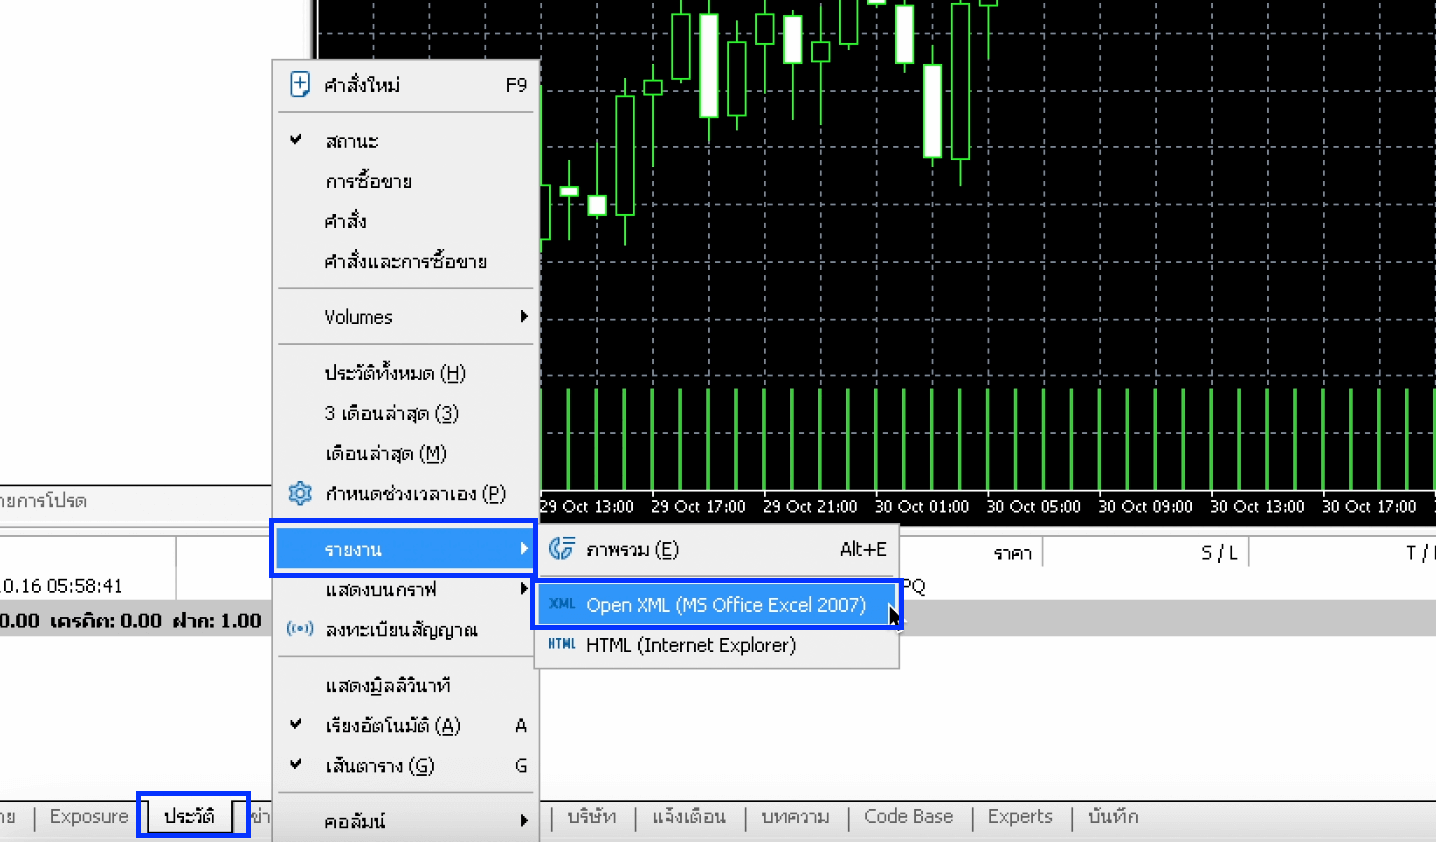 คำสั่งใหม่ F9
สถานะ
การซื้อขาย
คำสั่ง
คำสั่งและการซื้อขาย
Volumes
ประวัติทั้งหมด (H)
3 เดือนล่าสุด (3)
เดือนล่าสุด (M)
กำหนดช่วงเวลาเอง (P)
รายงาน
แสดงบนกราฟ
ลงทะเบียนสัญญาณ
แสดงมิลลิวินาที
เรียงอัตโนมัติ (A) A
เส้นตาราง (G) G
คอลัมน์
29 Oct 13:00 29 Oct 17:00 29 Oct 21:00 30 Oct 01:00 30 Oct 05:00 30 Oct 09:00 30 Oct 13:00 30 Oct 17:00
ภาพรวม (E) Alt+E
XML Open XML (MS Office Excel 2007)
HTML HTML (Internet Explorer)
ายการโปรด
ราคา S / L T /
0.16 05:58:41 PQ
0.00 เครดิต: 0.00 ฝาก: 1.00
าย Exposure ประวัติ ข่า บริษัท แจ้งเตือน บทความ Code Base Experts บันทึก